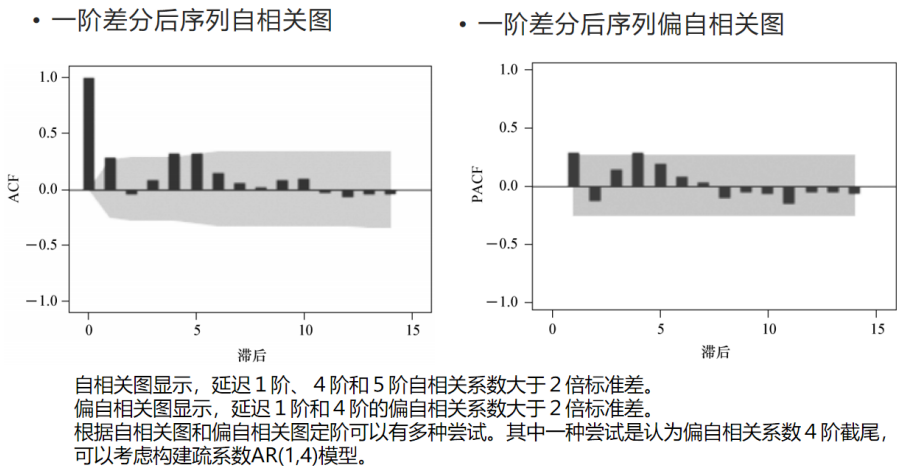 • 一阶差分后序列自相关图
• 一阶差分后序列偏自相关图
1.0
0.5
0.0
−0.5
−1.0
ACF
0
5
10
15
滞后
1.0
0.5
0.0
−0.5
−1.0
PACF
0
5
10
15
滞后
自相关图显示，延迟１阶、４阶和５阶自相关系数大于２倍标准差。
偏自相关图显示，延迟１阶和４阶的偏自相关系数大于２倍标准差。
根据自相关图和偏自相关图定阶可以有多种尝试。其中一种尝试是认为偏自相关系数４阶截尾，
可以考虑构建疏系数AR(1,4)模型。